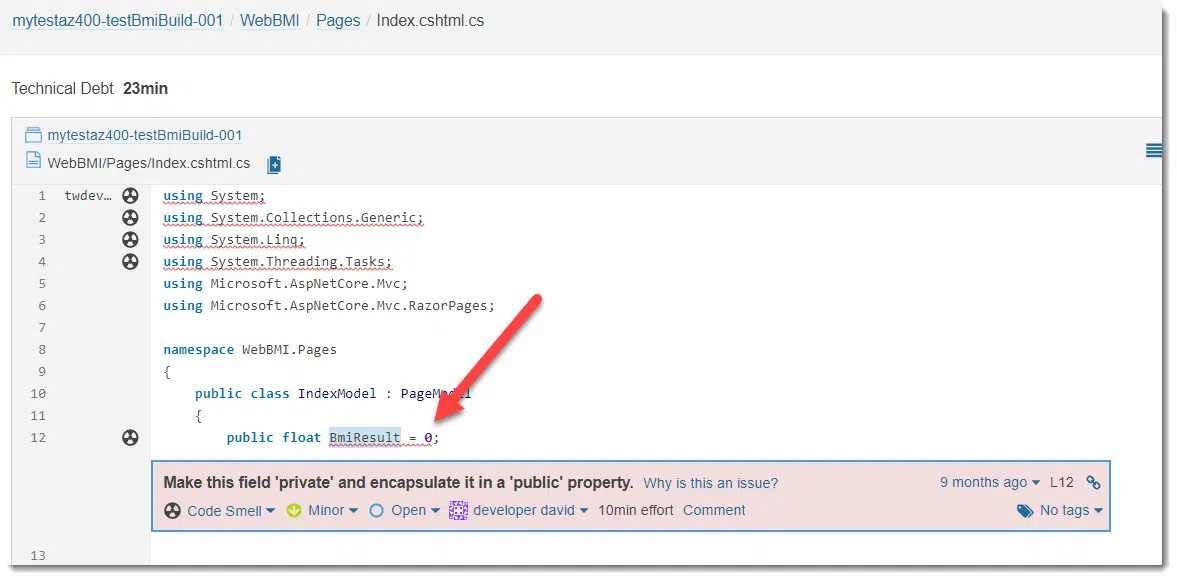 mytestaz400-testBmiBuild-001 / WebBMI / Pages / Index.cshtml.cs
Technical Debt 23min
mytestaz400-testBmiBuild-001
WebBMI/Pages/Index.cshtml.cs
1 twdev… using System;
2 using System.Collections.Generic;
3 using System.Linq;
4 using System.Threading.Tasks;
5 using Microsoft.AspNetCore.Mvc;
6 using Microsoft.AspNetCore.Mvc.RazorPages;
7
8 namespace WebBMI.Pages
9 {
10 public class IndexModel : PageModel
11 {
12 public float BmiResult = 0;
Make this field 'private' and encapsulate it in a 'public' property. Why is this an issue? 9 months ago L12
Code Smell Minor Open developer david 10min effort Comment No tags
13